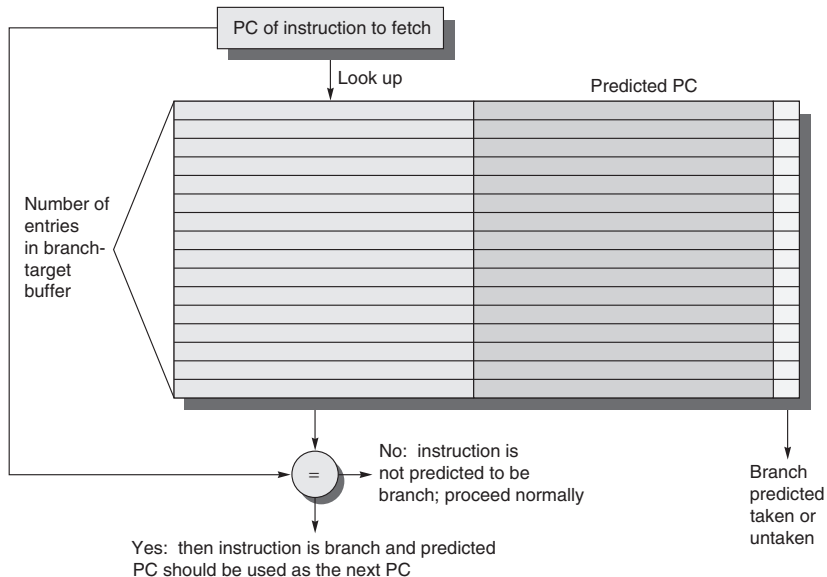 PC of instruction to fetch
Look up
Predicted PC
Number of
entries
in branch-
target
buffer
=
No: instruction is
not predicted to be
branch; proceed normally
Branch
predicted
taken or
untaken
Yes: then instruction is branch and predicted
PC should be used as the next PC